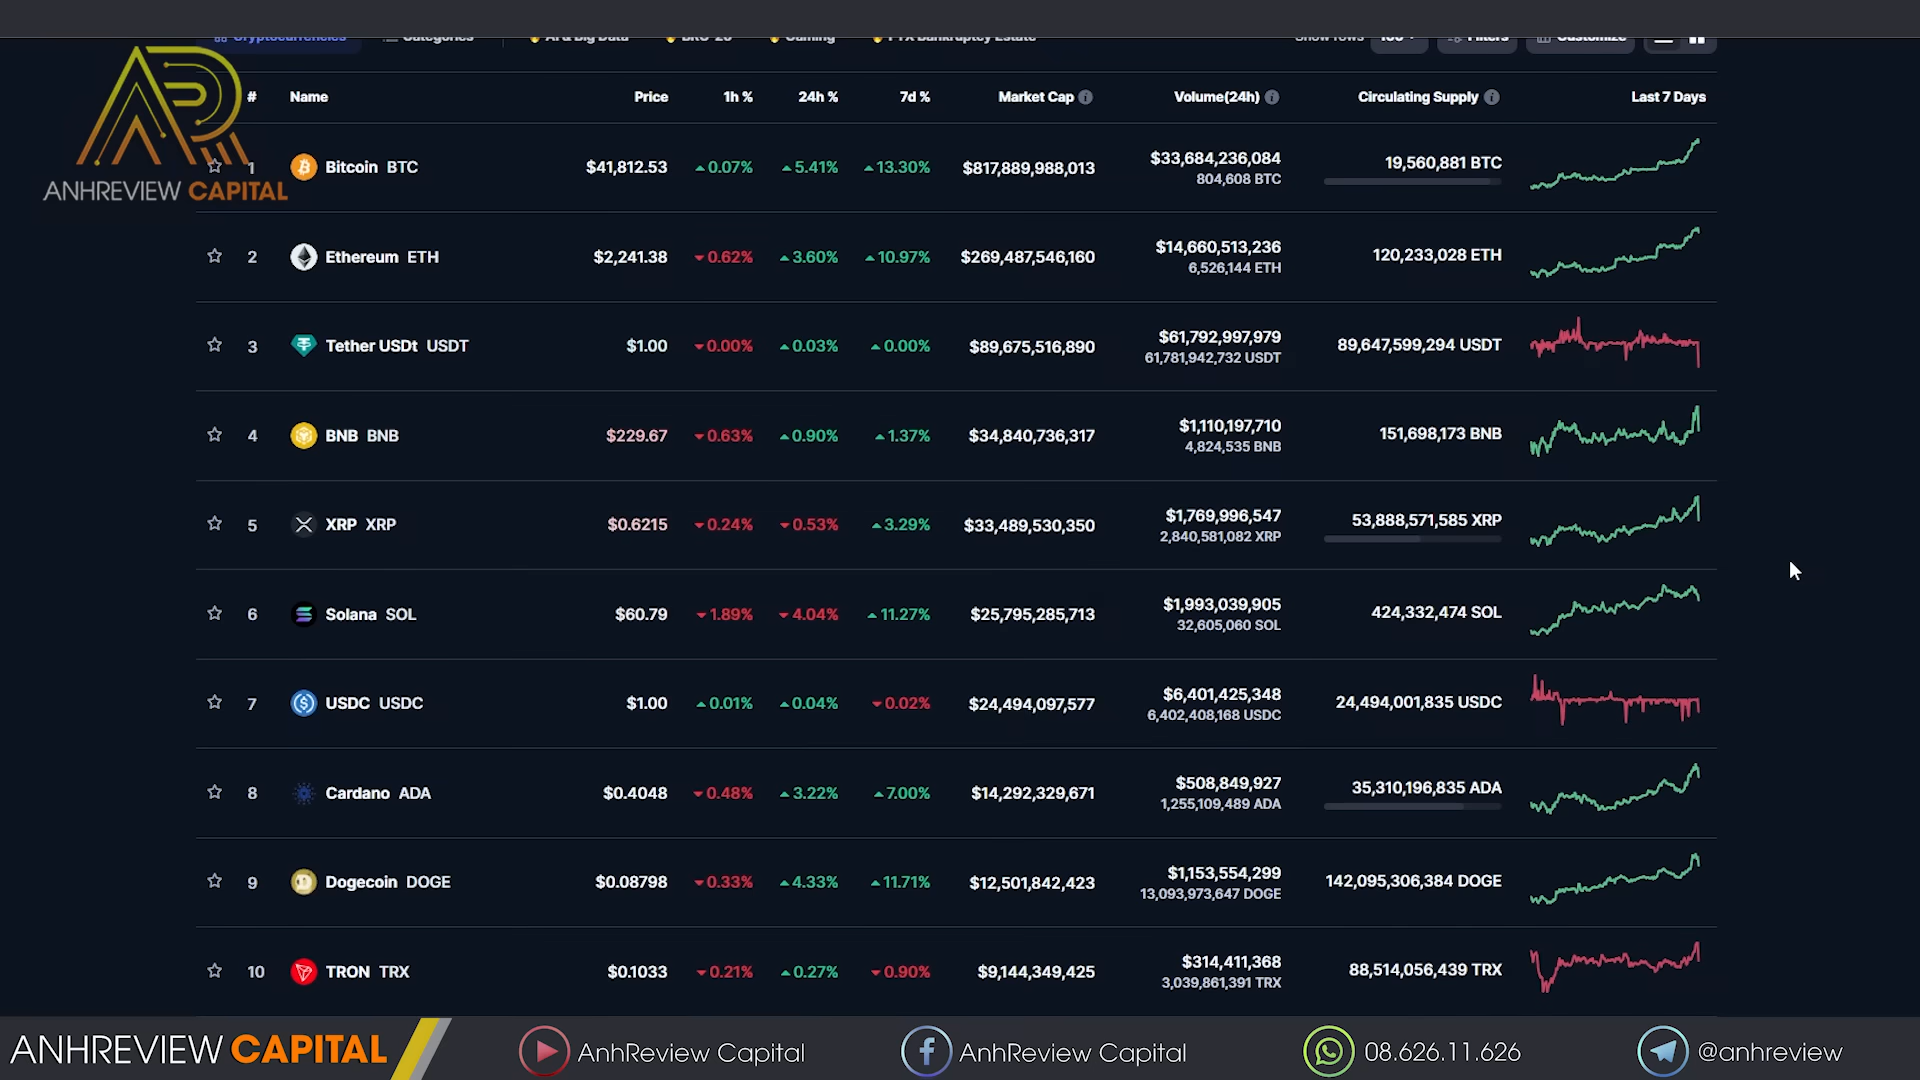 Cryptocurrencies Categories AI & Big Data BRC-20 Gaming FTX Bankruptcy Estate Show rows 100 Filters Customize
# Name Price 1h % 24h % 7d % Market Cap Volume(24h) Circulating Supply Last 7 Days
ANHREVIEW CAPITAL
1 Bitcoin BTC $41,812.53 0.07% 5.41% 13.30% $817,889,988,013 $33,684,236,084 19,560,881 BTC
804,608 BTC
2 Ethereum ETH $2,241.38 0.62% 3.60% 10.97% $269,487,546,160 $14,660,513,236 120,233,028 ETH
6,526,144 ETH
3 Tether USDt USDT $1.00 0.00% 0.03% 0.00% $89,675,516,890 $61,792,997,979 89,647,599,294 USDT
61,781,942,732 USDT
4 BNB BNB $229.67 0.63% 0.90% 1.37% $34,840,736,317 $1,110,197,710 151,698,173 BNB
4,824,535 BNB
5 XRP XRP $0.6215 0.24% 0.53% 3.29% $33,489,530,350 $1,769,996,547 53,888,571,585 XRP
2,840,581,082 XRP
6 Solana SOL $60.79 1.89% 4.04% 11.27% $25,795,285,713 $1,993,039,905 424,332,474 SOL
32,605,060 SOL
7 USDC USDC $1.00 0.01% 0.04% 0.02% $24,494,097,577 $6,401,425,348 24,494,001,835 USDC
6,402,408,168 USDC
8 Cardano ADA $0.4048 0.48% 3.22% 7.00% $14,292,329,671 $508,849,927 35,310,196,835 ADA
1,255,109,489 ADA
9 Dogecoin DOGE $0.08798 0.33% 4.33% 11.71% $12,501,842,423 $1,153,554,299 142,095,306,384 DOGE
13,093,973,647 DOGE
10 TRON TRX $0.1033 0.21% 0.27% 0.90% $9,144,349,425 $314,411,368 88,514,056,439 TRX
3,039,861,391 TRX
ANHREVIEW CAPITAL AnhReview Capital AnhReview Capital 08.626.11.626 @anhreview